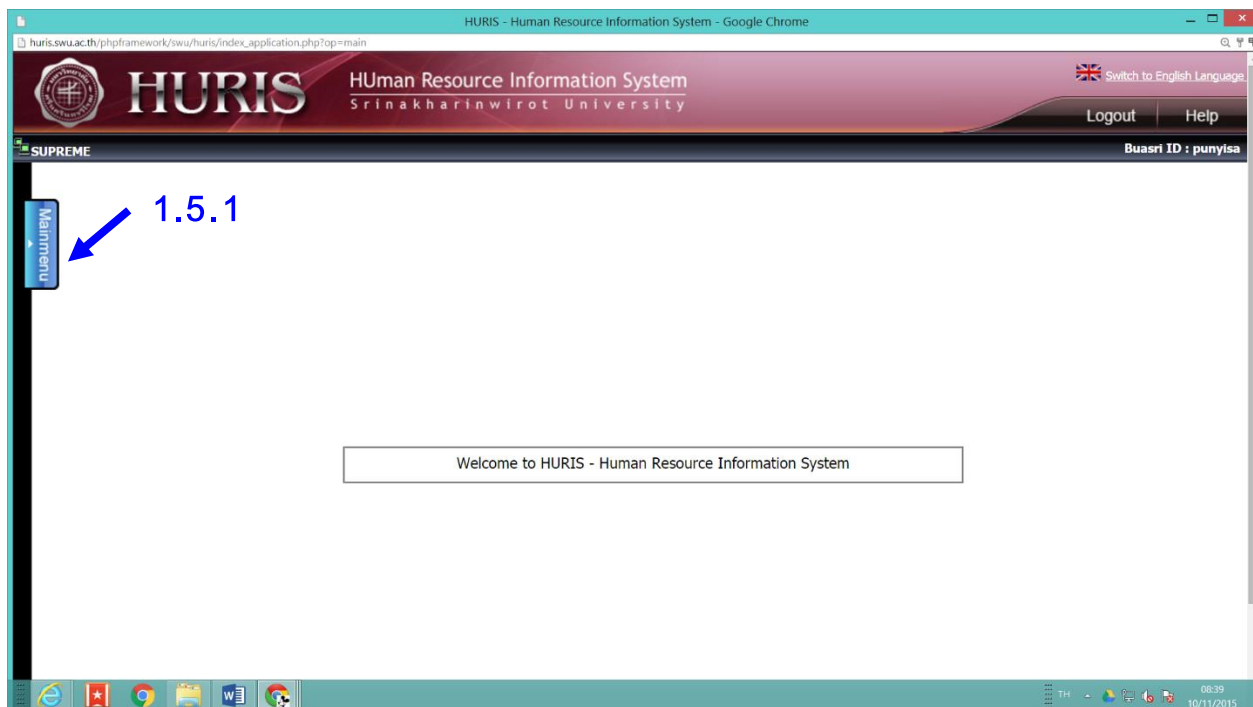 HURIS - Human Resource Information System - Google Chrome
huris.swu.ac.th/phpframework/swu/huris/index_application.php?op=main
HURIS
HUman Resource Information System
Srinakharinwirot University
Switch to English Language
Logout Help
SUPREME
Buasri ID : punyisa
1.5.1
Mainmenu
Welcome to HURIS - Human Resource Information System
TH
08:39
10/11/2015